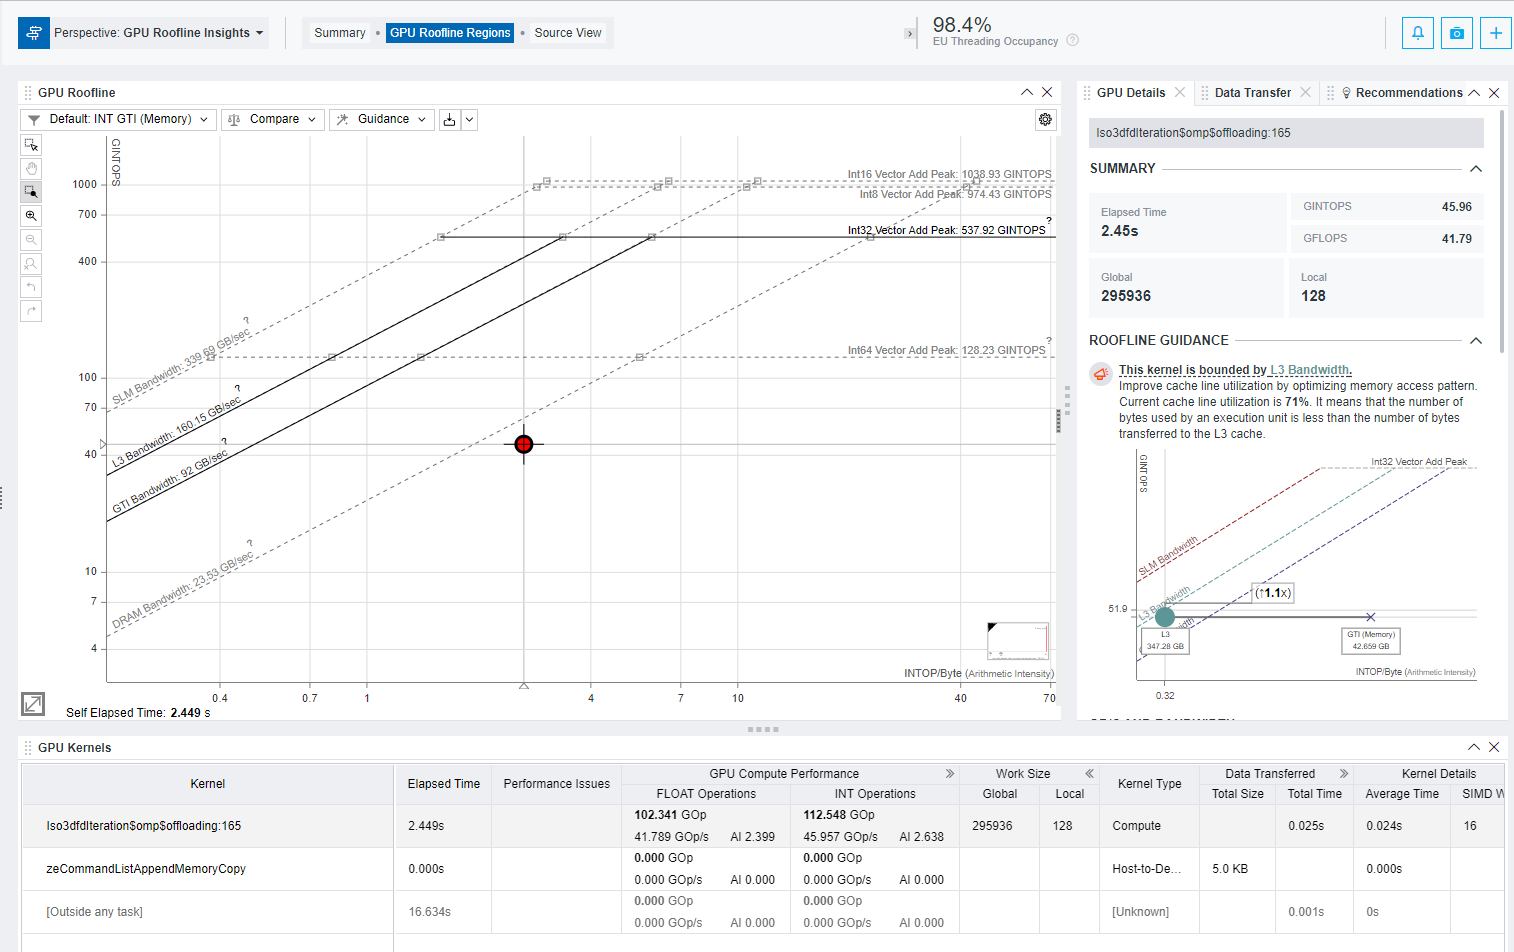 Perspective: GPU Roofline Insights
Summary
GPU Roofline Regions
Source View
98.4%
EU Threading Occupancy
GPU Roofline
Default: INT GTI (Memory)
Compare
Guidance
GINTOPS
1000
700
400
100
70
40
10
7
4
Int16 Vector Add Peak: 1038.93 GINTOPS
Int8 Vector Add Peak: 974.43 GINTOPS
Int32 Vector Add Peak: 537.92 GINTOPS
?
Int64 Vector Add Peak: 128.23 GINTOPS
?
SLM Bandwidth: 339.69 GB/sec
?
L3 Bandwidth: 160.15 GB/sec
?
GTI Bandwidth: 92 GB/sec
?
DRAM Bandwidth: 23.53 GB/sec
?
INTOP/Byte (Arithmetic Intensity)
0.4
0.7
1
4
7
10
40
70
Self Elapsed Time: 2.449 s
GPU Details
Data Transfer
Recommendations
Iso3dfdIteration$omp$offloading:165
SUMMARY
Elapsed Time
2.45s
GINTOPS 45.96
GFLOPS 41.79
Global
295936
Local
128
ROOFLINE GUIDANCE
This kernel is bounded by L3 Bandwidth.
Improve cache line utilization by optimizing memory access pattern.
Current cache line utilization is 71%. It means that the number of
bytes used by an execution unit is less than the number of bytes
transferred to the L3 cache.
GINTOPS
Int32 Vector Add Peak
SLM Bandwidth
L3 Bandwidth
(↑1.1x)
51.9
L3
347.28 GB
GTI (Memory)
42.659 GB
INTOP/Byte (Arithmetic Intensity)
0.32
GPU Kernels
Kernel
Elapsed Time
Performance Issues
GPU Compute Performance
Work Size
Kernel Type
Data Transferred
Kernel Details
FLOAT Operations
INT Operations
Global
Local
Total Size
Total Time
Average Time
SIMD W
Iso3dfdIteration$omp$offloading:165
2.449s
102.341 GOp
41.789 GOp/s AI 2.399
112.548 GOp
45.957 GOp/s AI 2.638
295936
128
Compute
0.025s
0.024s
16
zeCommandListAppendMemoryCopy
0.000s
0.000 GOp
0.000 GOp/s AI 0.000
0.000 GOp
0.000 GOp/s AI 0.000
Host-to-De...
5.0 KB
0.000s
[Outside any task]
16.634s
0.000 GOp
0.000 GOp/s AI 0.000
0.000 GOp
0.000 GOp/s AI 0.000
[Unknown]
0.001s
0s